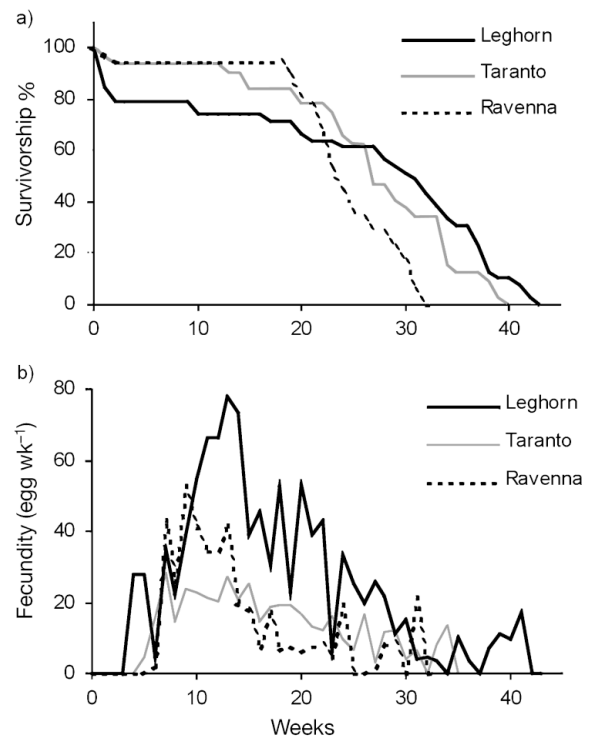 a)
Survivorship %
100
80
60
40
20
0
Leghorn
Taranto
Ravenna
0 10 20 30 40
b)
Fecundity (egg wk⁻¹)
80
60
40
20
0
Leghorn
Taranto
Ravenna
0 10 20 30 40
Weeks